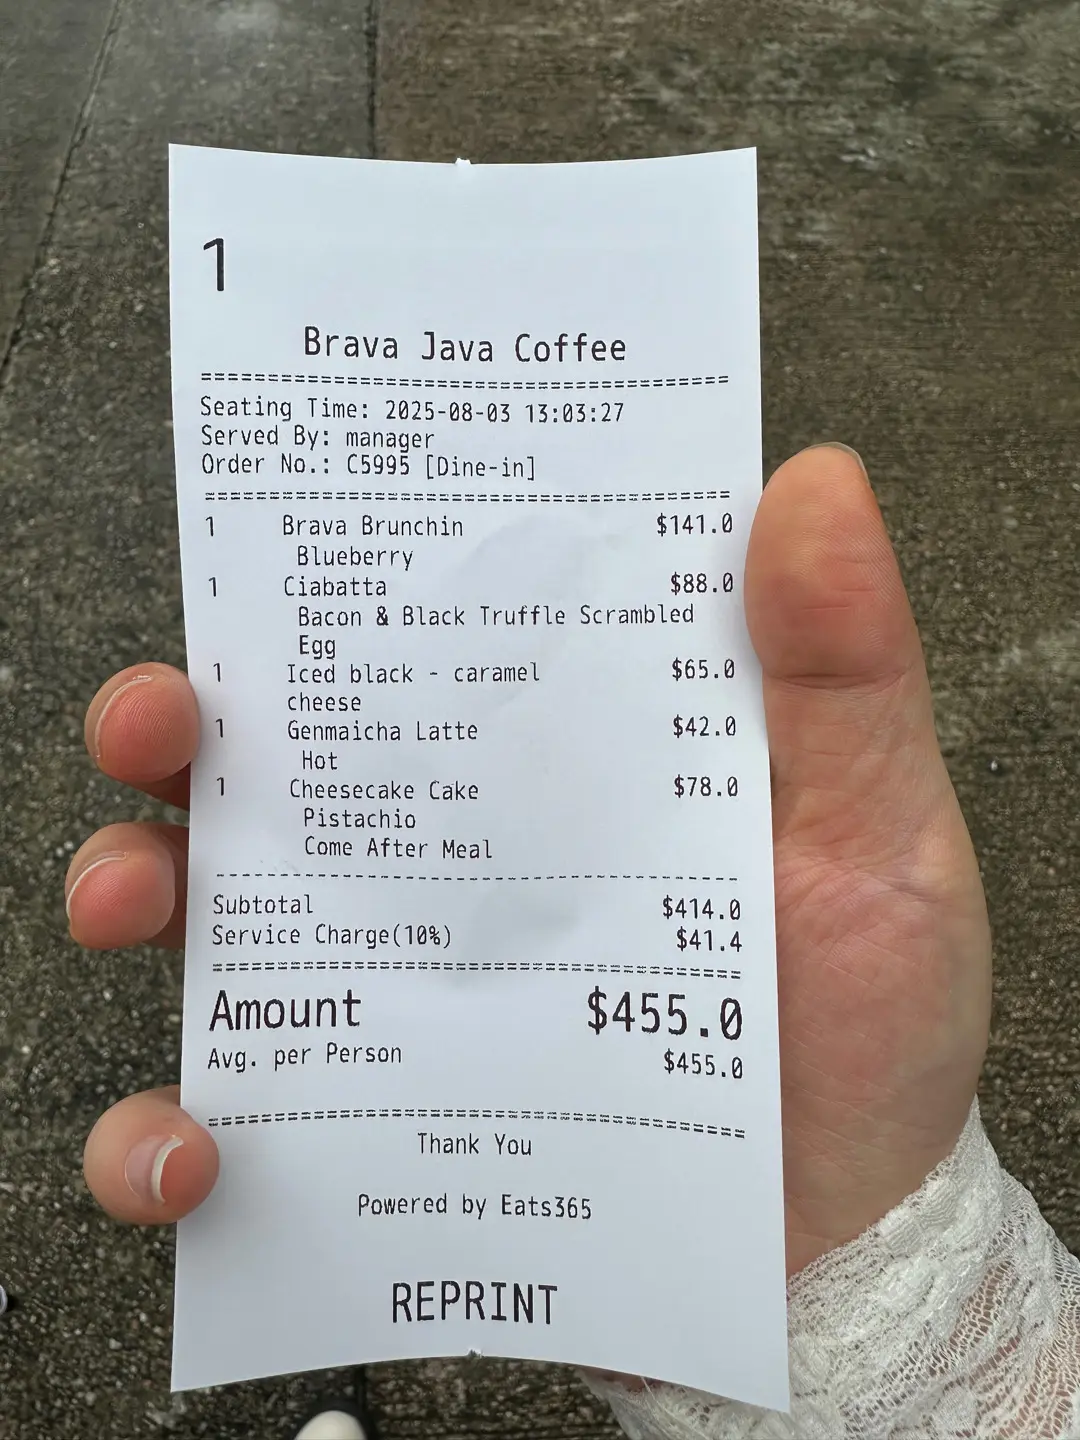 1
Brava Java Coffee
==========================================
Seating Time: 2025-08-03 13:03:27
Served By: manager
Order No.: C5995 [Dine-in]
==========================================
1 Brava Brunchin $141.0
Blueberry
1 Ciabatta $88.0
Bacon & Black Truffle Scrambled
Egg
1 Iced black - caramel $65.0
cheese
1 Genmaicha Latte $42.0
Hot
1 Cheesecake Cake $78.0
Pistachio
Come After Meal
------------------------------------------
Subtotal $414.0
Service Charge(10%) $41.4
==========================================
Amount $455.0
Avg. per Person $455.0
==========================================
Thank You
Powered by Eats365
REPRINT